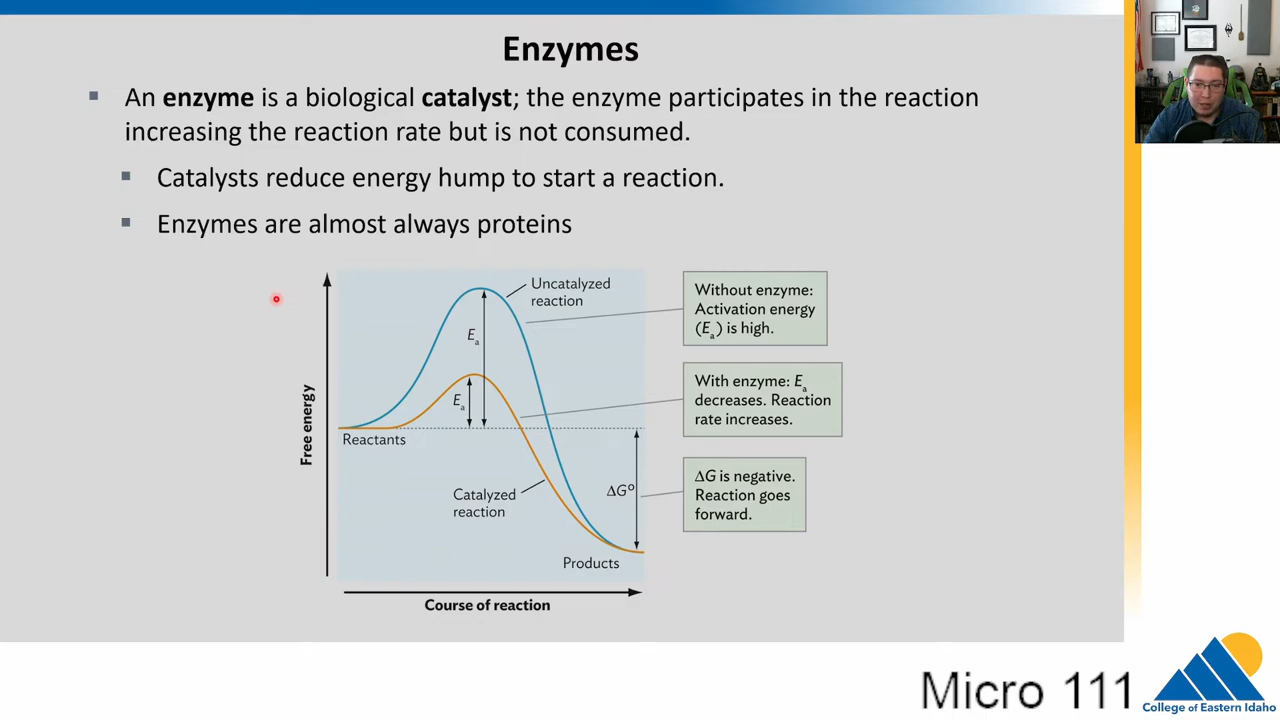 Enzymes
An enzyme is a biological catalyst; the enzyme participates in the reaction
increasing the reaction rate but is not consumed.
Catalysts reduce energy hump to start a reaction.
Enzymes are almost always proteins
Uncatalyzed
reaction
Without enzyme:
Activation energy
(Ea) is high.
Ea
With enzyme: Ea
decreases. Reaction
rate increases.
Ea
Free energy
Reactants
ΔG is negative.
Reaction goes
forward.
ΔG°
Catalyzed
reaction
Products
Course of reaction
Micro 111
College of Eastern Idaho